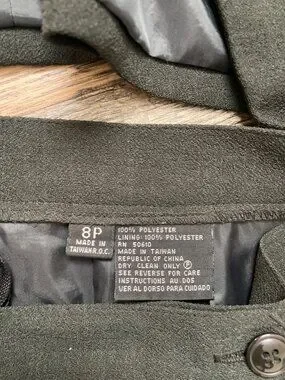 8P
MADE IN
TAIWAN R.O.C.
100% POLYESTER
LINING: 100% POLYESTER
RN 50610
MADE IN TAIWAN
REPUBLIC OF CHINA
DRY CLEAN ONLY Ⓟ
SEE REVERSE FOR CARE
INSTRUCTIONS AU DOS
VER AL DORSO PARA CUIDADO